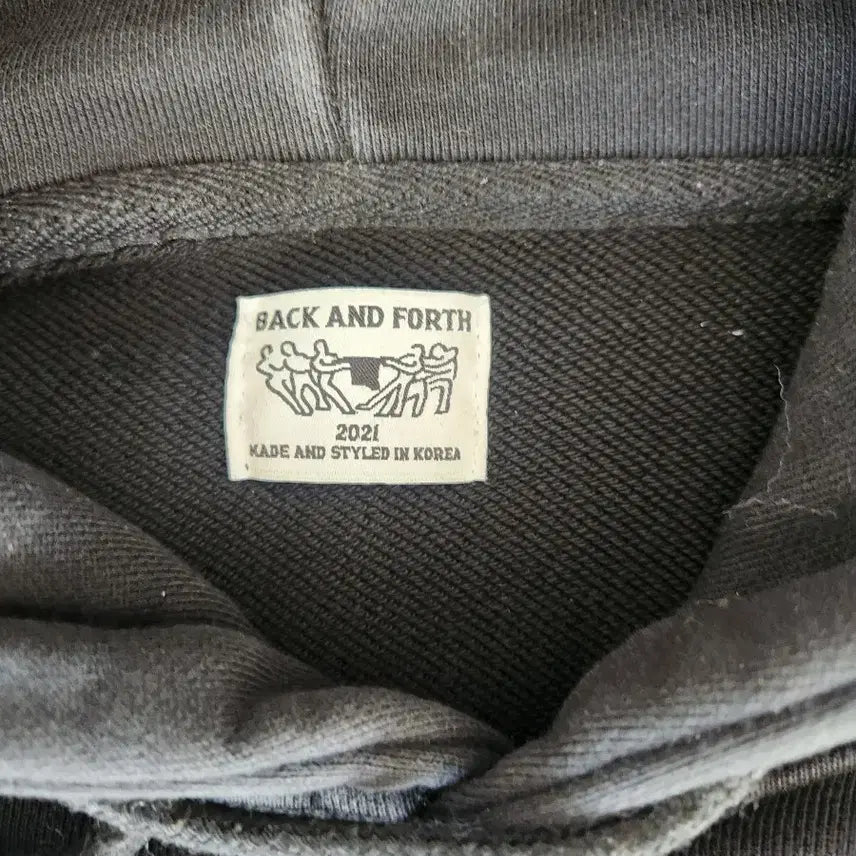 BACK AND FORTH
2021
MADE AND STYLED IN KOREA